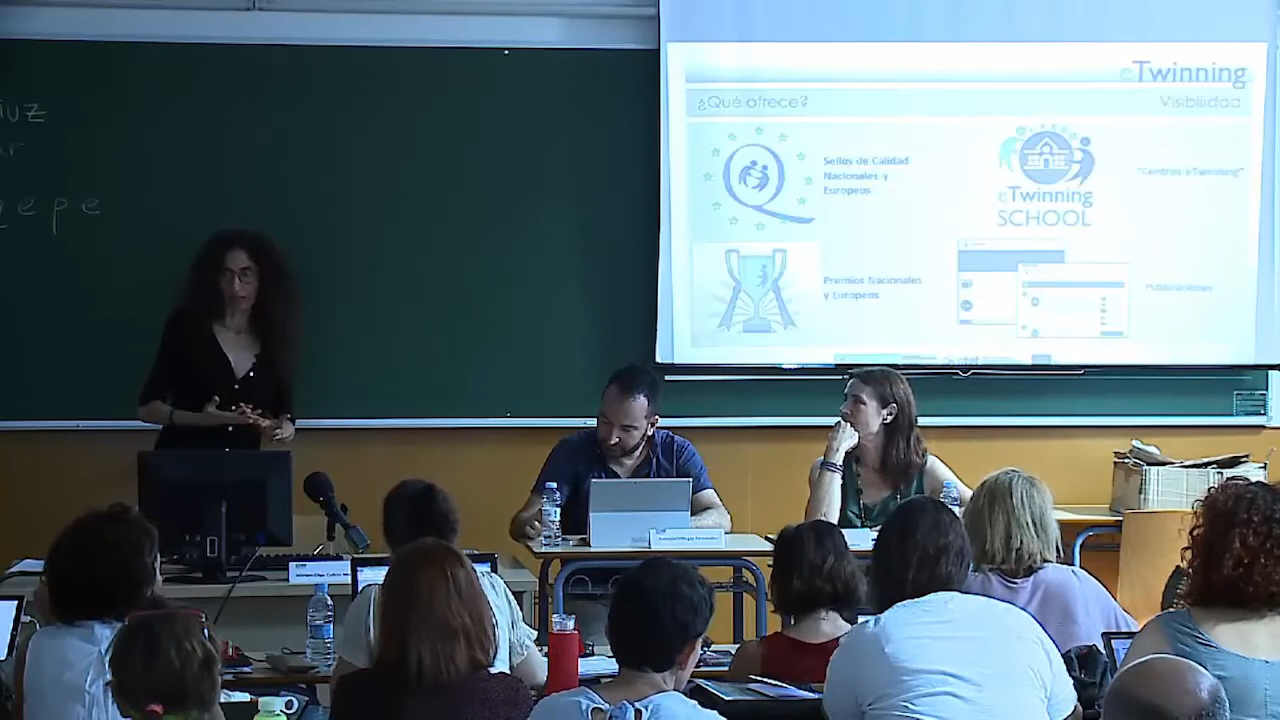 eTwinning
¿Qué ofrece?
Visibilidad
Sellos de Calidad
Nacionales y
Europeos
eTwinning
SCHOOL
"Centros eTwinning"
Premios Nacionales
y Europeos
Publicaciones